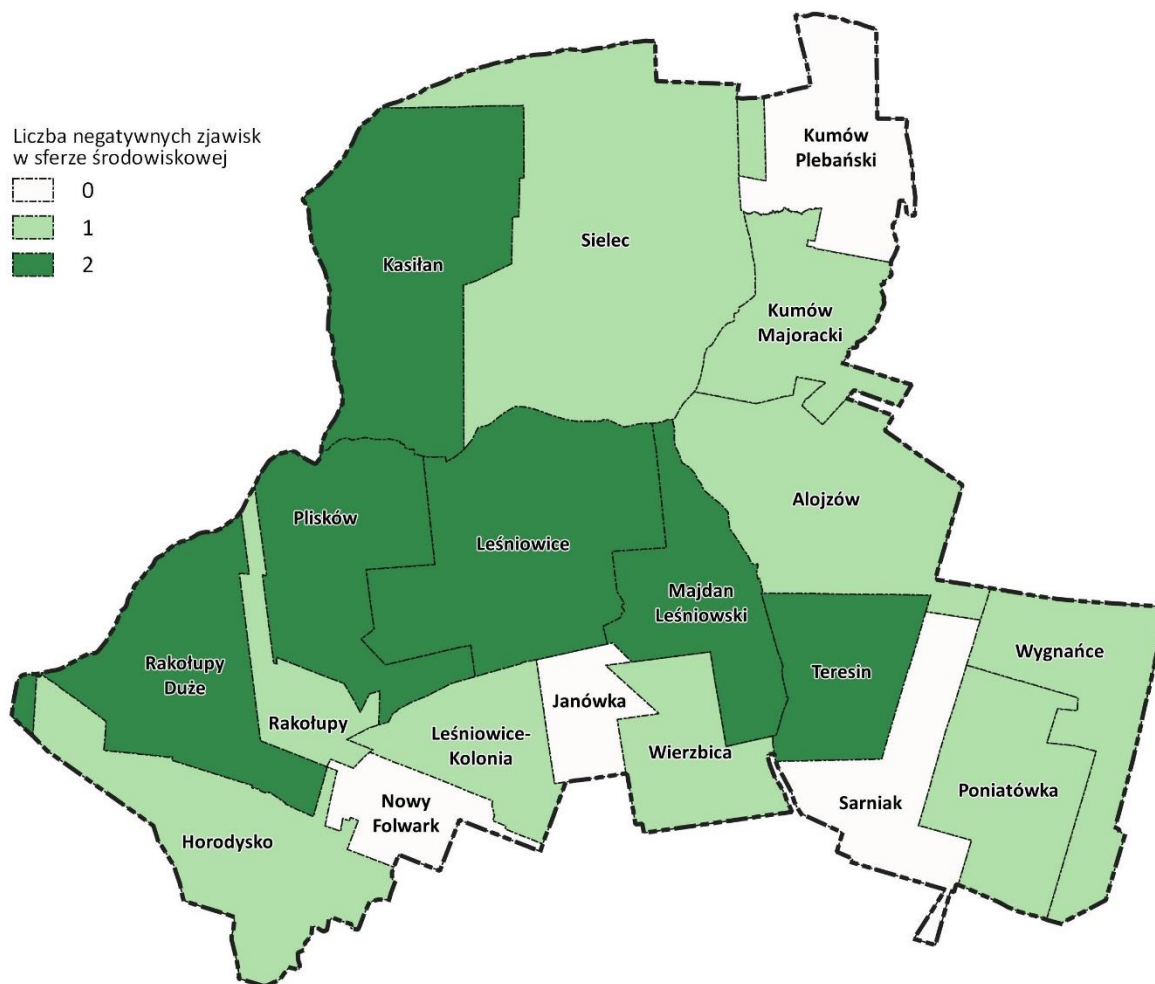 Liczba negatywnych zjawisk
w sferze środowiskowej
0
1
2
Kumów
Plebański
Sielec
Kasiłan
Kumów
Majoracki
Alojzów
Plisków
Leśniowice
Majdan
Leśniowski
Wygnańce
Rakołupy
Duże
Teresin
Janówka
Rakołupy
Leśniowice-
Kolonia
Wierzbica
Poniatówka
Sarniak
Nowy
Folwark
Horodysko